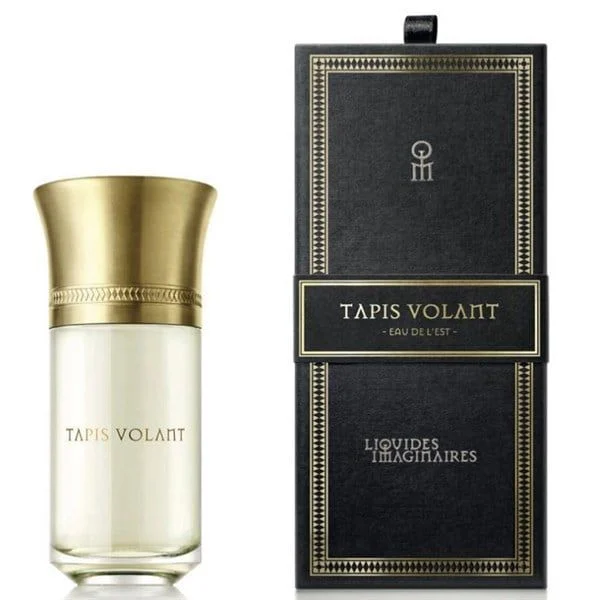 TAPIS VOLANT
TAPIS VOLANT
- EAU DE L'EST -
LIQUIDES
IMAGINAIRES